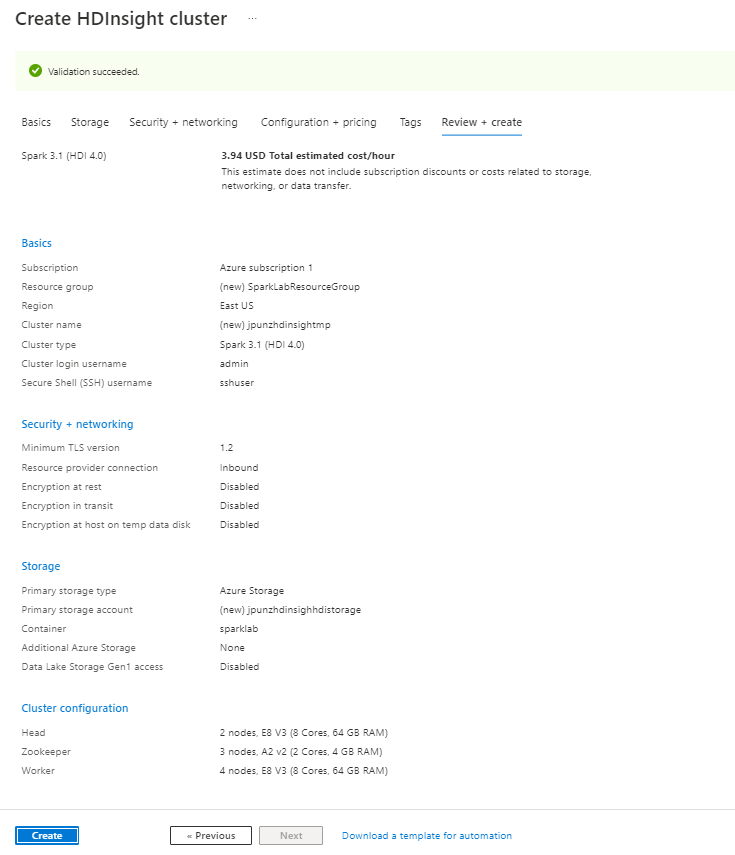 Create HDInsight cluster ...
Validation succeeded.
Basics Storage Security + networking Configuration + pricing Tags Review + create
Spark 3.1 (HDI 4.0) 3.94 USD Total estimated cost/hour
This estimate does not include subscription discounts or costs related to storage,
networking, or data transfer.
Basics
Subscription Azure subscription 1
Resource group (new) SparkLabResourceGroup
Region East US
Cluster name (new) jpunzhdinsightmp
Cluster type Spark 3.1 (HDI 4.0)
Cluster login username admin
Secure Shell (SSH) username sshuser
Security + networking
Minimum TLS version 1.2
Resource provider connection Inbound
Encryption at rest Disabled
Encryption in transit Disabled
Encryption at host on temp data disk Disabled
Storage
Primary storage type Azure Storage
Primary storage account (new) jpunzhdinsighhdistorage
Container sparklab
Additional Azure Storage None
Data Lake Storage Gen1 access Disabled
Cluster configuration
Head 2 nodes, E8 V3 (8 Cores, 64 GB RAM)
Zookeeper 3 nodes, A2 v2 (2 Cores, 4 GB RAM)
Worker 4 nodes, E8 V3 (8 Cores, 64 GB RAM)
Create « Previous Next Download a template for automation